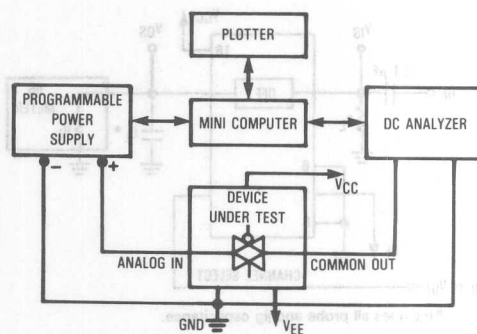 PLOTTER
PROGRAMMABLE
POWER
SUPPLY
MINI COMPUTER
DC ANALYZER
- +
VCC
DEVICE
UNDER TEST
ANALOG IN
COMMON OUT
GND
VEE